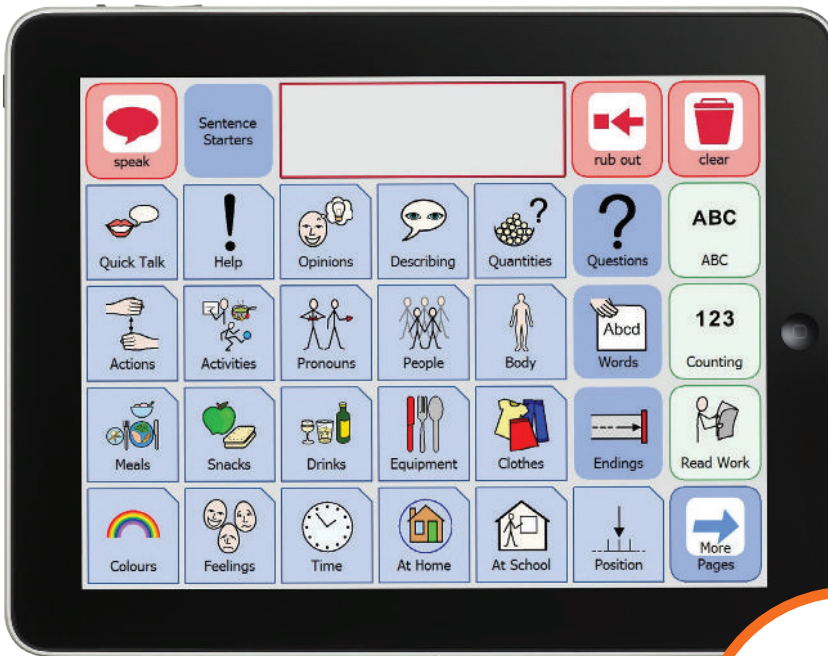 Sentence
Starters
speak
rub out
clear
?
?
ABC
Quick Talk
Help
Opinions
Describing
Quantities
Questions
ABC
Abcd
123
Actions
Activities
Pronouns
People
Body
Words
Counting
Meals
Snacks
Drinks
Equipment
Clothes
Endings
Read Work
More
Colours
Feelings
Time
At Home
At School
Position
Pages